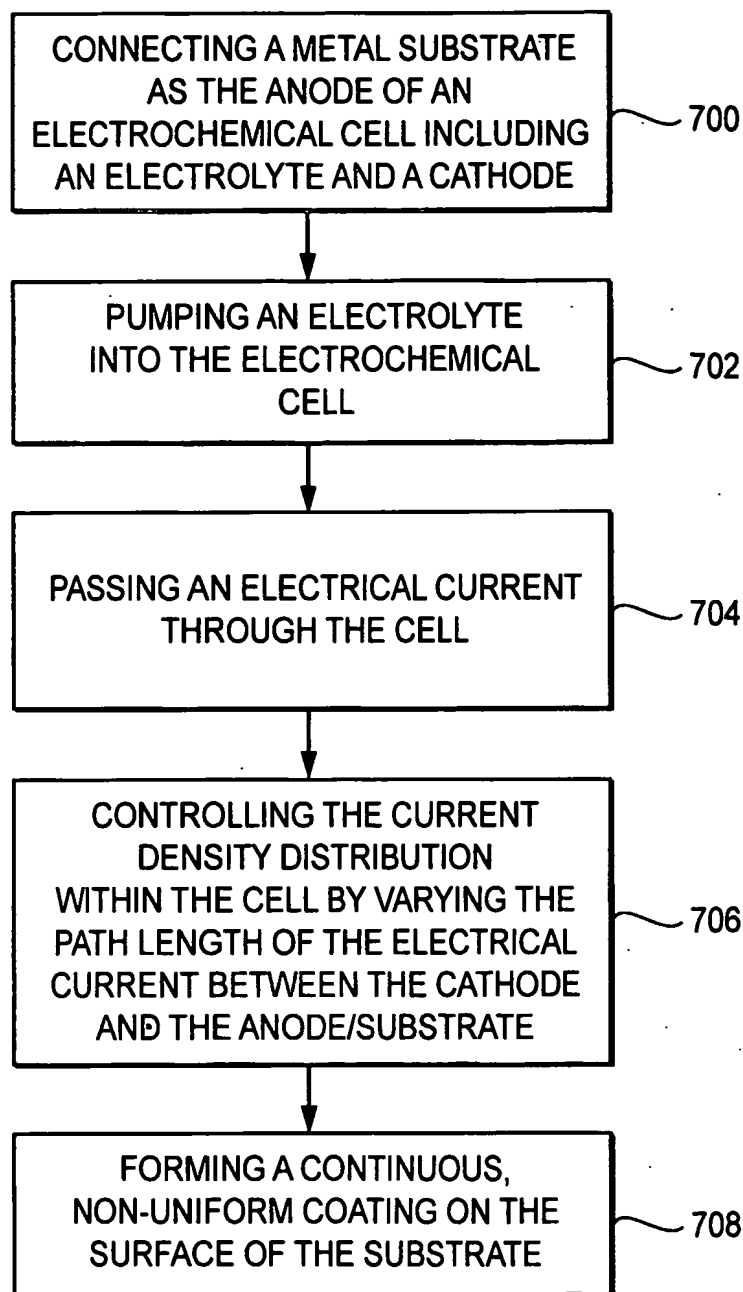 CONNECTING A METAL SUBSTRATE
AS THE ANODE OF AN
ELECTROCHEMICAL CELL INCLUDING
AN ELECTROLYTE AND A CATHODE
700
PUMPING AN ELECTROLYTE
INTO THE ELECTROCHEMICAL
CELL
702
PASSING AN ELECTRICAL CURRENT
THROUGH THE CELL
704
CONTROLLING THE CURRENT
DENSITY DISTRIBUTION
WITHIN THE CELL BY VARYING THE
PATH LENGTH OF THE ELECTRICAL
CURRENT BETWEEN THE CATHODE
AND THE ANODE/SUBSTRATE
706
FORMING A CONTINUOUS,
NON-UNIFORM COATING ON THE
SURFACE OF THE SUBSTRATE
708